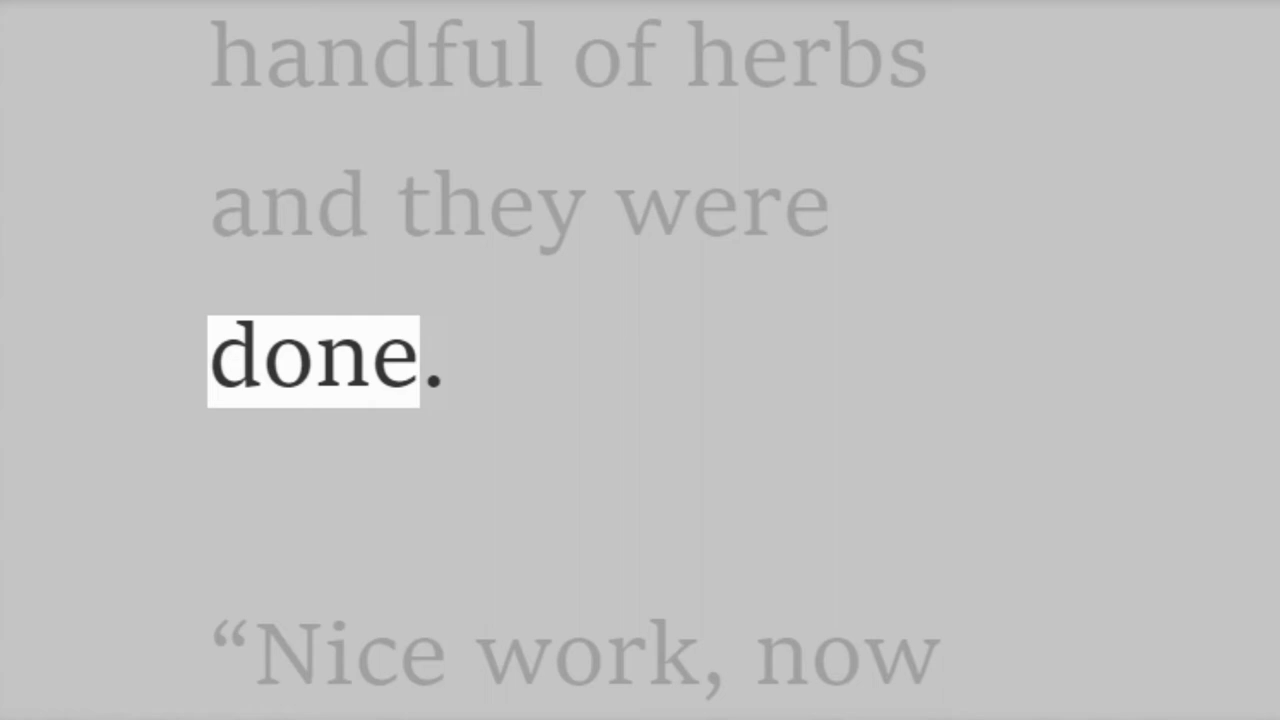 handful of herbs
and they were
done.
“Nice work, now